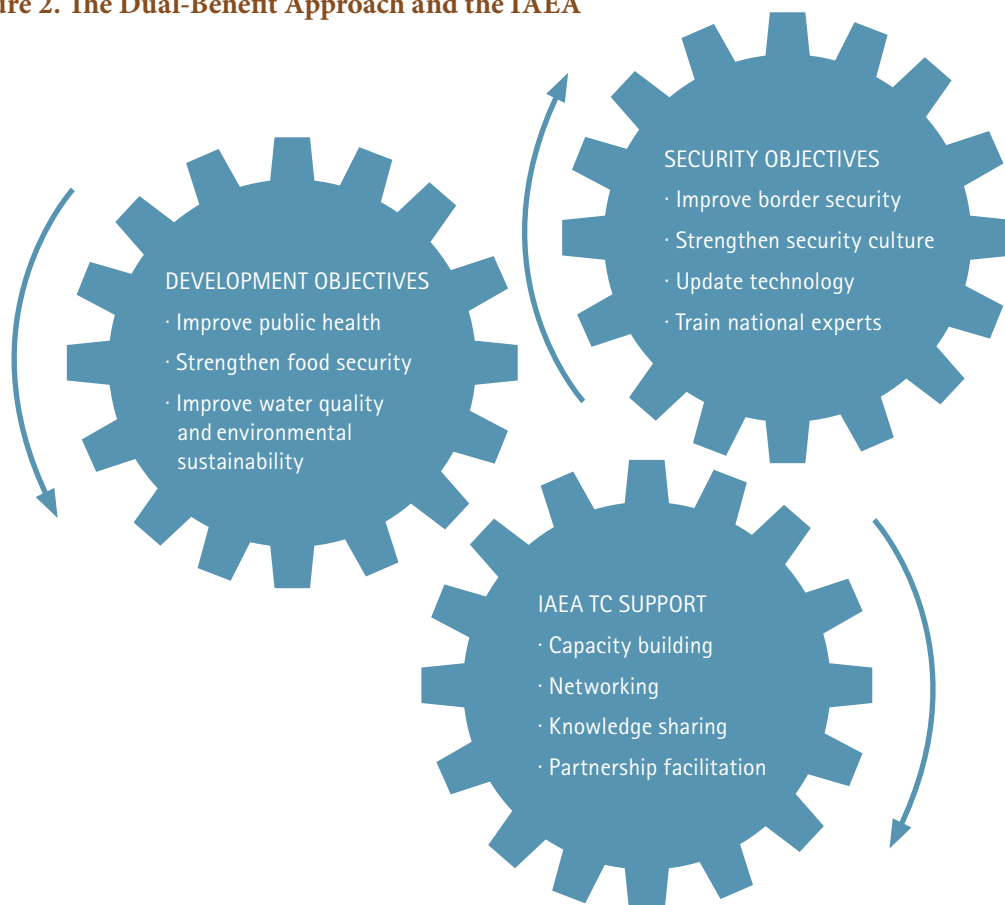 ure 2. The Dual-Benefit Approach and the IAEA
SECURITY OBJECTIVES
· Improve border security
· Strengthen security culture
· Update technology
· Train national experts
DEVELOPMENT OBJECTIVES
· Improve public health
· Strengthen food security
· Improve water quality
and environmental
sustainability
IAEA TC SUPPORT
· Capacity building
· Networking
· Knowledge sharing
· Partnership facilitation